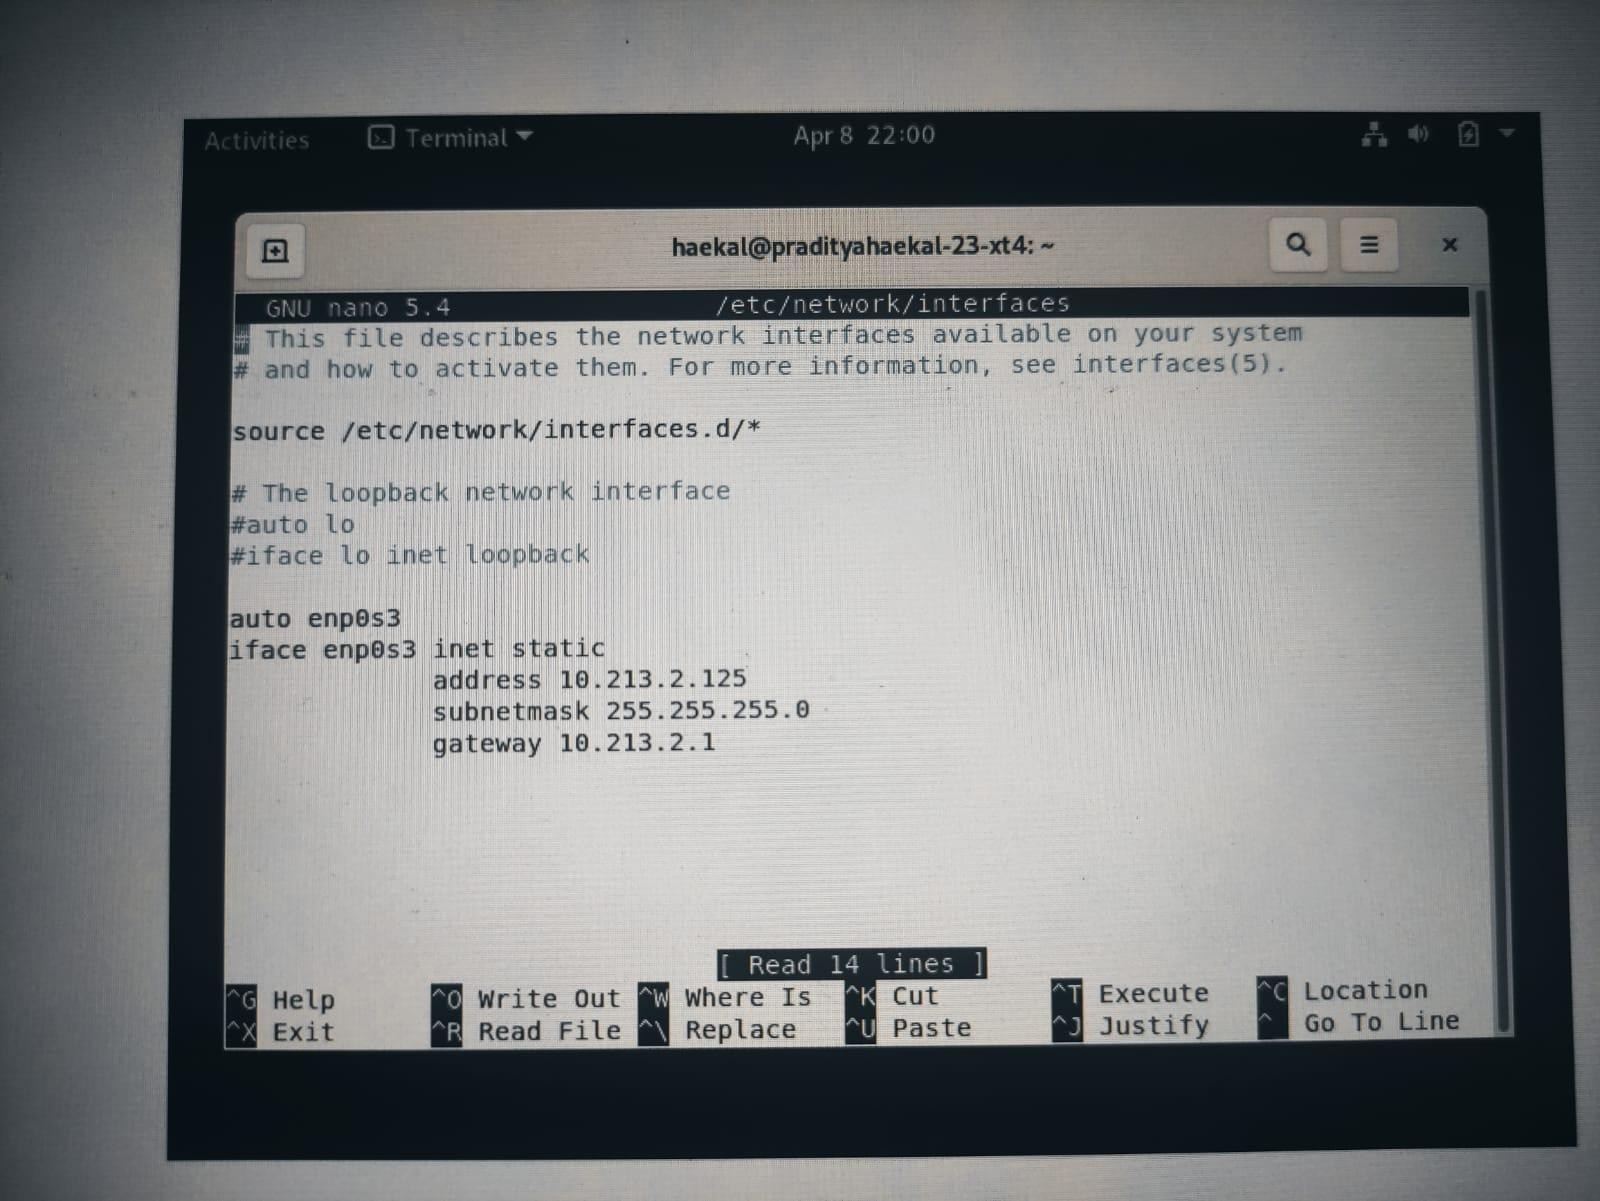 Activities Terminal Apr 8 22:00
haekal@pradityahaekal-23-xt4: ~
GNU nano 5.4 /etc/network/interfaces
# This file describes the network interfaces available on your system
# and how to activate them. For more information, see interfaces(5).
source /etc/network/interfaces.d/*
# The loopback network interface
#auto lo
#iface lo inet loopback
auto enp0s3
iface enp0s3 inet static
address 10.213.2.125
subnetmask 255.255.255.0
gateway 10.213.2.1
[ Read 14 lines ]
^G Help ^O Write Out ^W Where Is ^K Cut ^T Execute ^C Location
^X Exit ^R Read File ^\ Replace ^U Paste ^J Justify ^ Go To Line